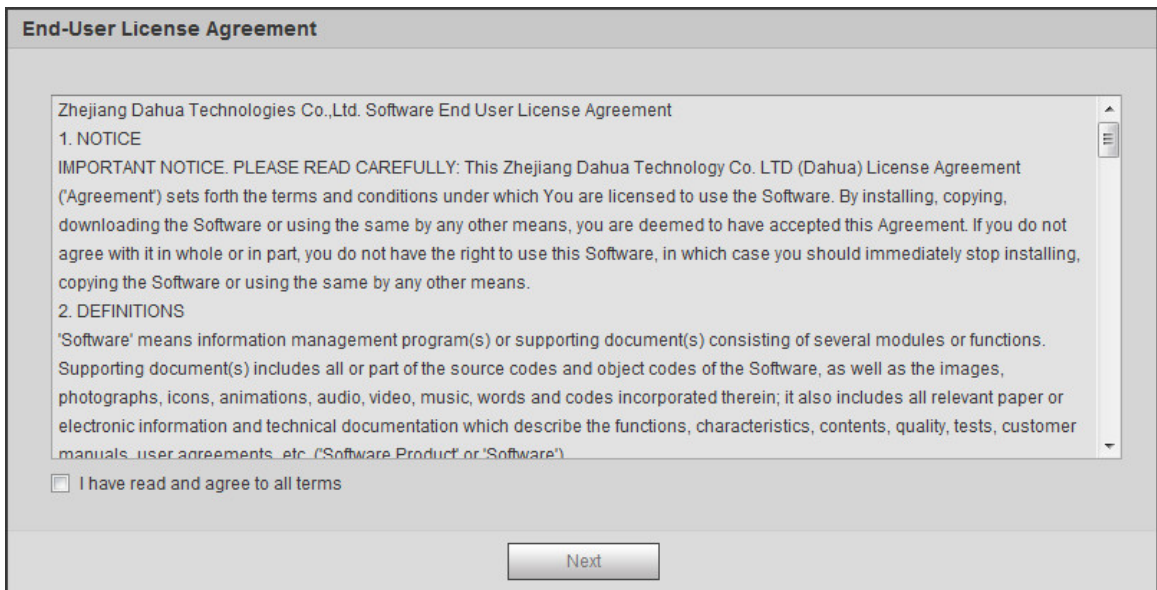 End-User License Agreement
Zhejiang Dahua Technologies Co.,Ltd. Software End User License Agreement
1. NOTICE
IMPORTANT NOTICE. PLEASE READ CAREFULLY: This Zhejiang Dahua Technology Co. LTD (Dahua) License Agreement
('Agreement') sets forth the terms and conditions under which You are licensed to use the Software. By installing, copying,
downloading the Software or using the same by any other means, you are deemed to have accepted this Agreement. If you do not
agree with it in whole or in part, you do not have the right to use this Software, in which case you should immediately stop installing,
copying the Software or using the same by any other means.
2. DEFINITIONS
'Software' means information management program(s) or supporting document(s) consisting of several modules or functions.
Supporting document(s) includes all or part of the source codes and object codes of the Software, as well as the images,
photographs, icons, animations, audio, video, music, words and codes incorporated therein; it also includes all relevant paper or
electronic information and technical documentation which describe the functions, characteristics, contents, quality, tests, customer
manuals, user agreements, etc. ('Software Product' or 'Software')
I have read and agree to all terms
Next